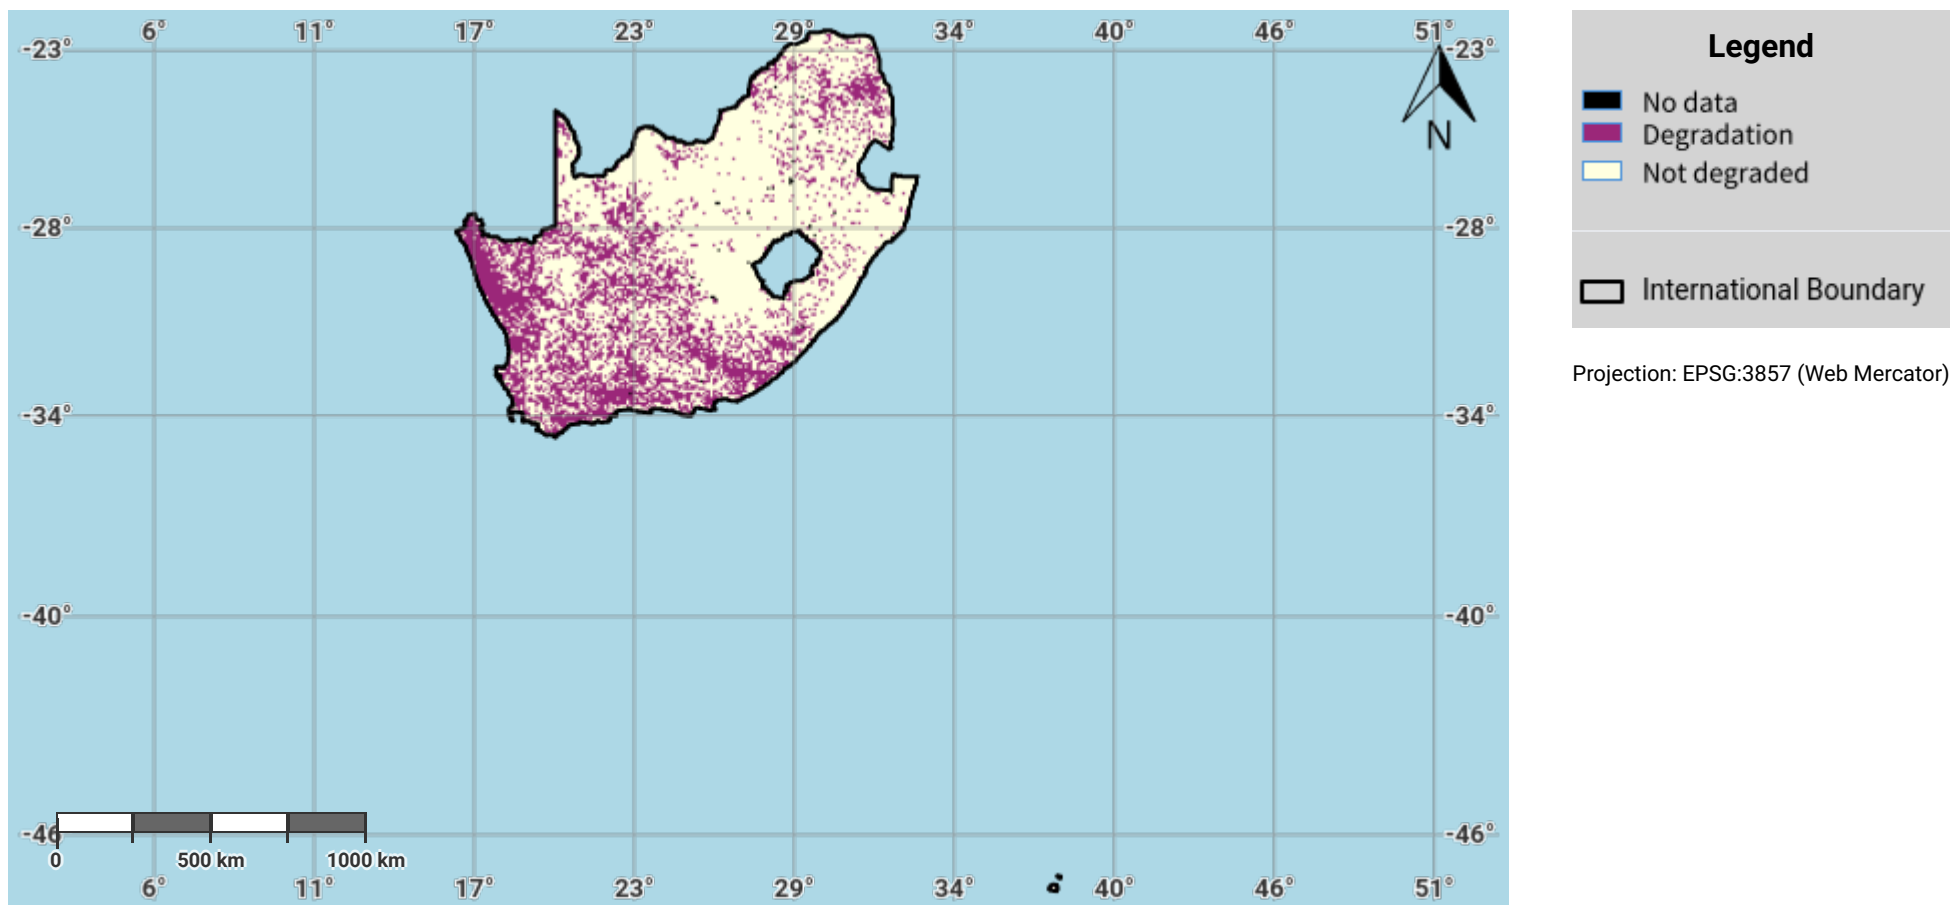 6° 11° 17° 23° 29° 34° 40° 46° 51°
-23° -23°
N
-28° -28°
-34° -34°
-40° -40°
-46 -46°
0 500 km 1000 km
6° 11° 17° 23° 29° 34° 40° 46° 51°
Legend
No data
Degradation
Not degraded
International Boundary
Projection: EPSG:3857 (Web Mercator)